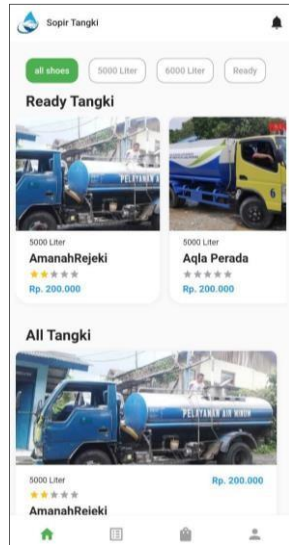 Sopir Tangki
all shoes
5000 Liter
6000 Liter
Ready
Ready Tangki
PELAYANAN
5000 Liter
AmanahRejeki
Rp. 200.000
5000 Liter
Aqla Perada
Rp. 200.000
All Tangki
PELAYANAN AIR MINUM
5000 Liter
Rp. 200.000
AmanahRejeki